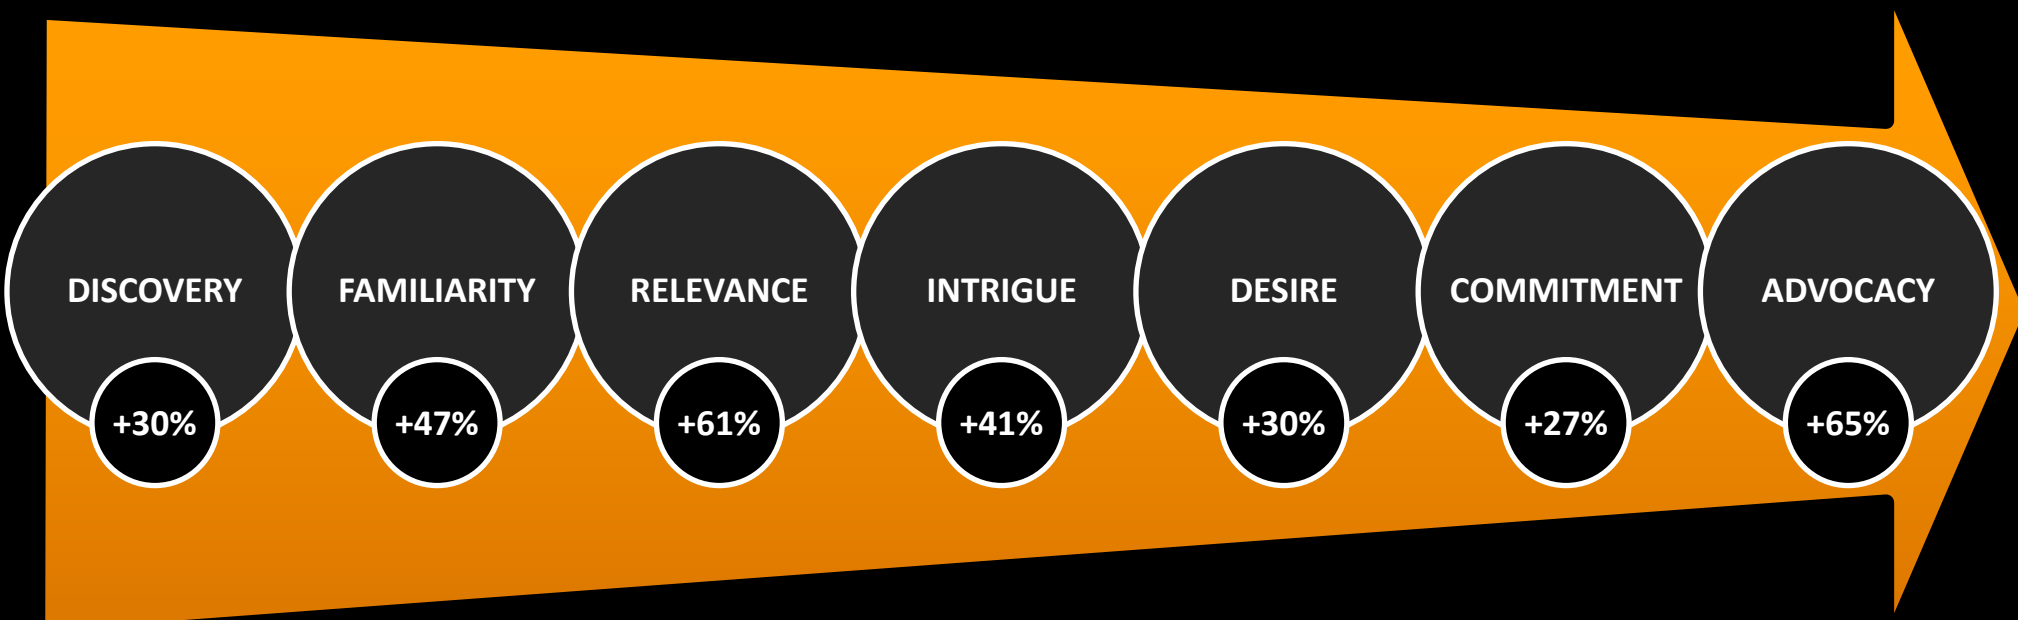 DISCOVERY
FAMILIARITY
RELEVANCE
INTRIGUE
DESIRE
COMMITMENT
ADVOCACY
+30%
+47%
+61%
+41%
+30%
+27%
+65%